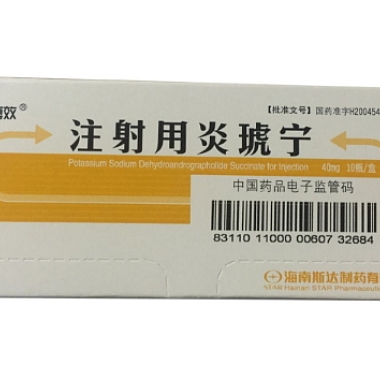 效®
【批准文号】国药准字H200454
注射用炎琥宁
Potassium Sodium Dehydroandrographolide Succinate for Injection 40mg 10瓶/盒
中国药品电子监管码
83110 11000 00607 32684
海南斯达制药有
STAR Hainan STAR Pharmaceutic